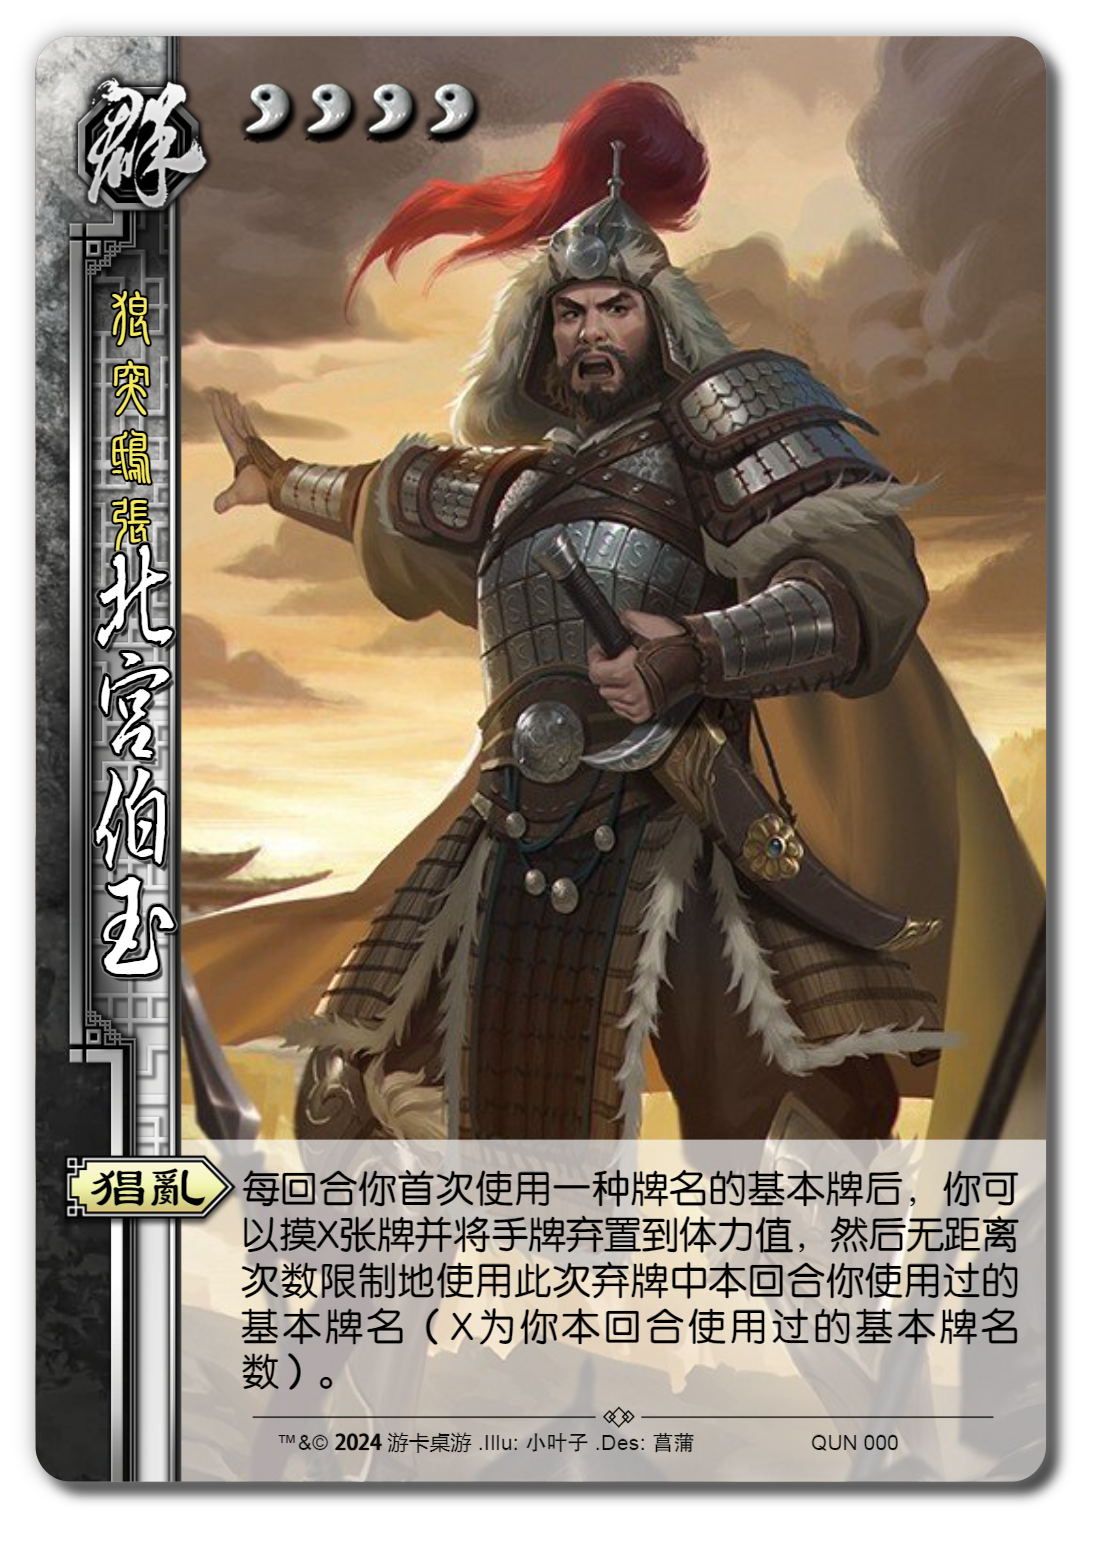 群
狼突鴟張
北宫伯玉
猖亂
每回合你首次使用一种牌名的基本牌后，你可
以摸X张牌并将手牌弃置到体力值，然后无距离
次数限制地使用此次弃牌中本回合你使用过的
基本牌名（X为你本回合使用过的基本牌名
数）。
™&© 2024 游卡桌游 .Illu: 小叶子 .Des: 菖蒲
QUN 000